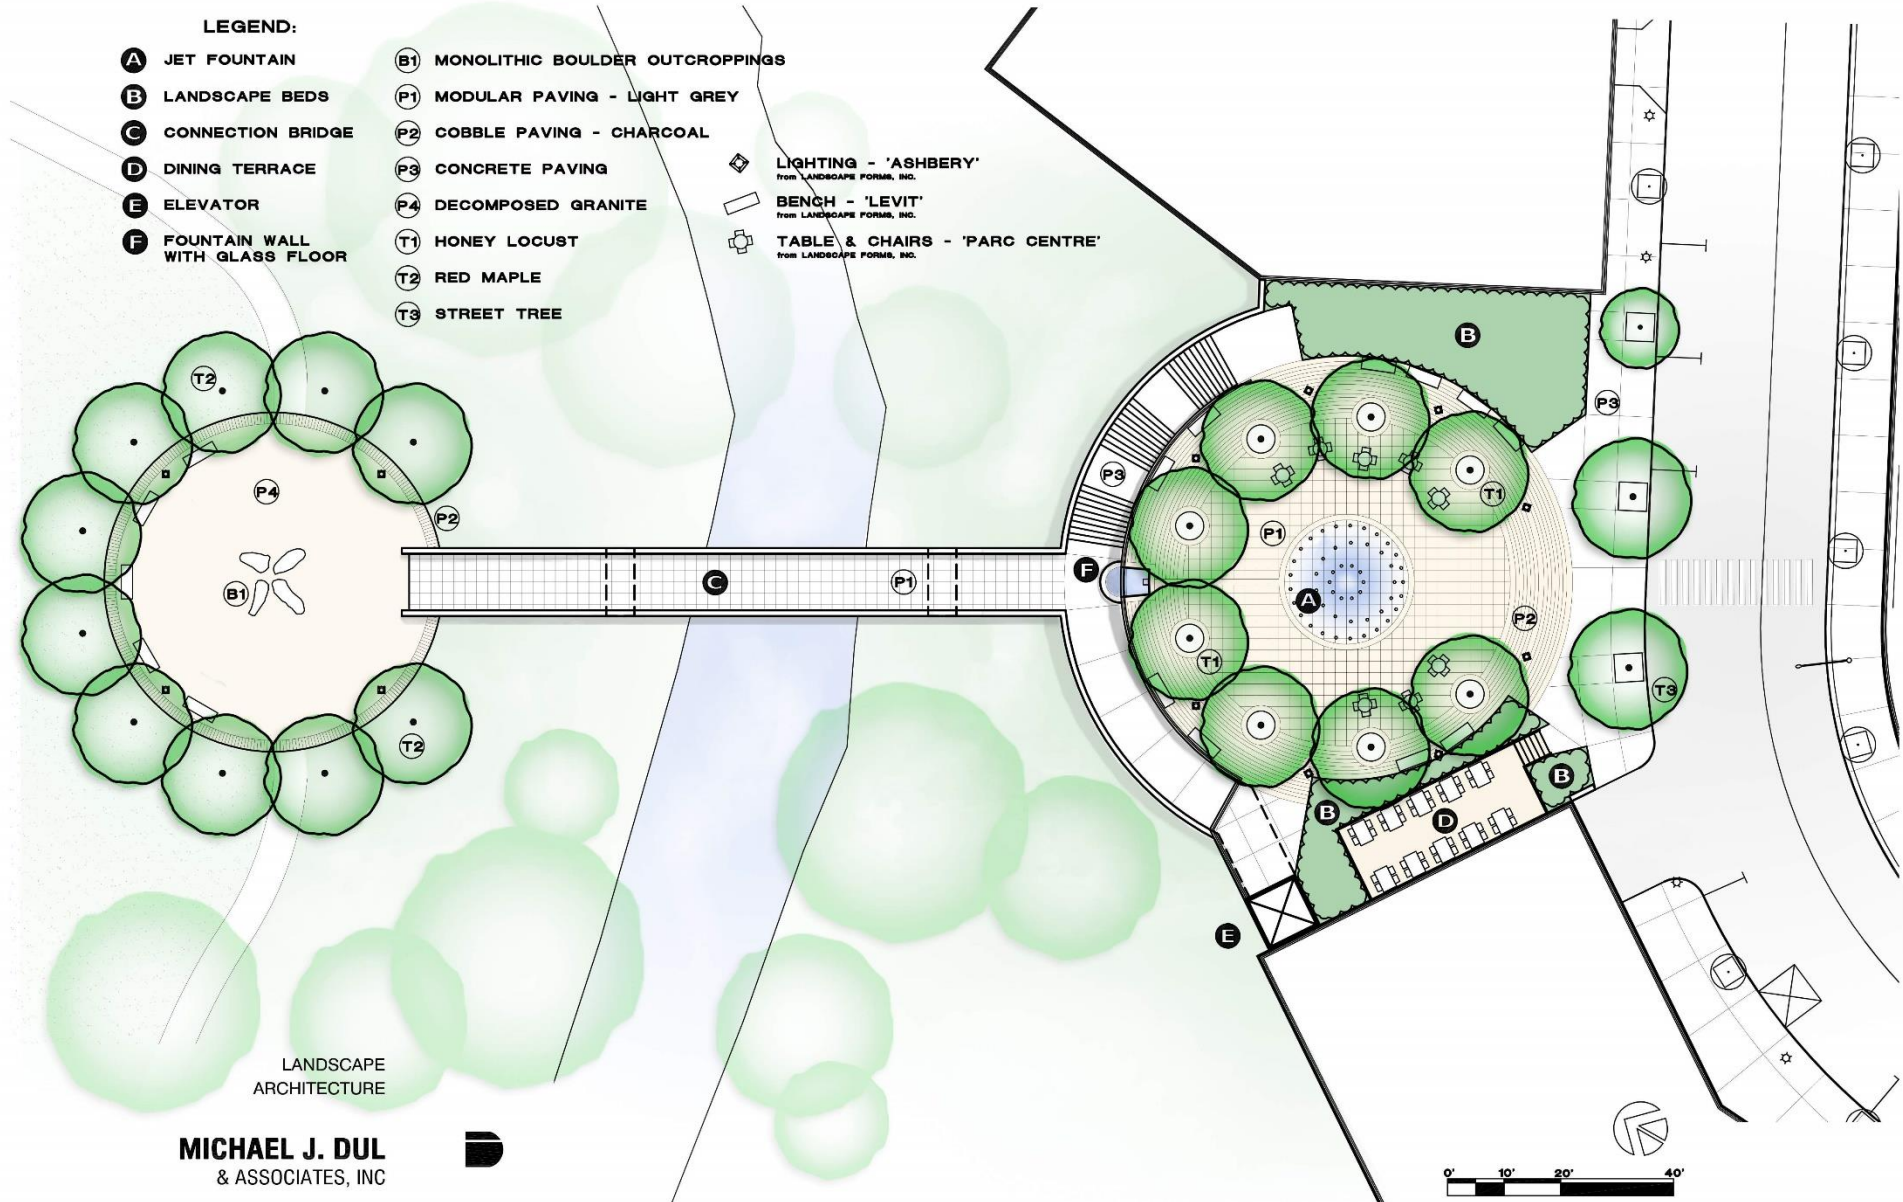 LEGEND:
A JET FOUNTAIN
B LANDSCAPE BEDS
C CONNECTION BRIDGE
D DINING TERRACE
E ELEVATOR
F FOUNTAIN WALL
WITH GLASS FLOOR
B1 MONOLITHIC BOULDER OUTCROPPINGS
P1 MODULAR PAVING - LIGHT GREY
P2 COBBLE PAVING - CHARCOAL
P3 CONCRETE PAVING
P4 DECOMPOSED GRANITE
T1 HONEY LOCUST
T2 RED MAPLE
T3 STREET TREE
LIGHTING - 'ASHBERY'
from LANDSCAPE FORMS, INC.
BENCH - 'LEVIT'
from LANDSCAPE FORMS, INC.
TABLE & CHAIRS - 'PARC CENTRE'
from LANDSCAPE FORMS, INC.
T2
P4
P2
B1
T2
C
P1
F
P3
B
P3
T1
P1
A
P2
T1
T3
B
B
D
E
LANDSCAPE
ARCHITECTURE
MICHAEL J. DUL
& ASSOCIATES, INC
0' 10' 20' 40'